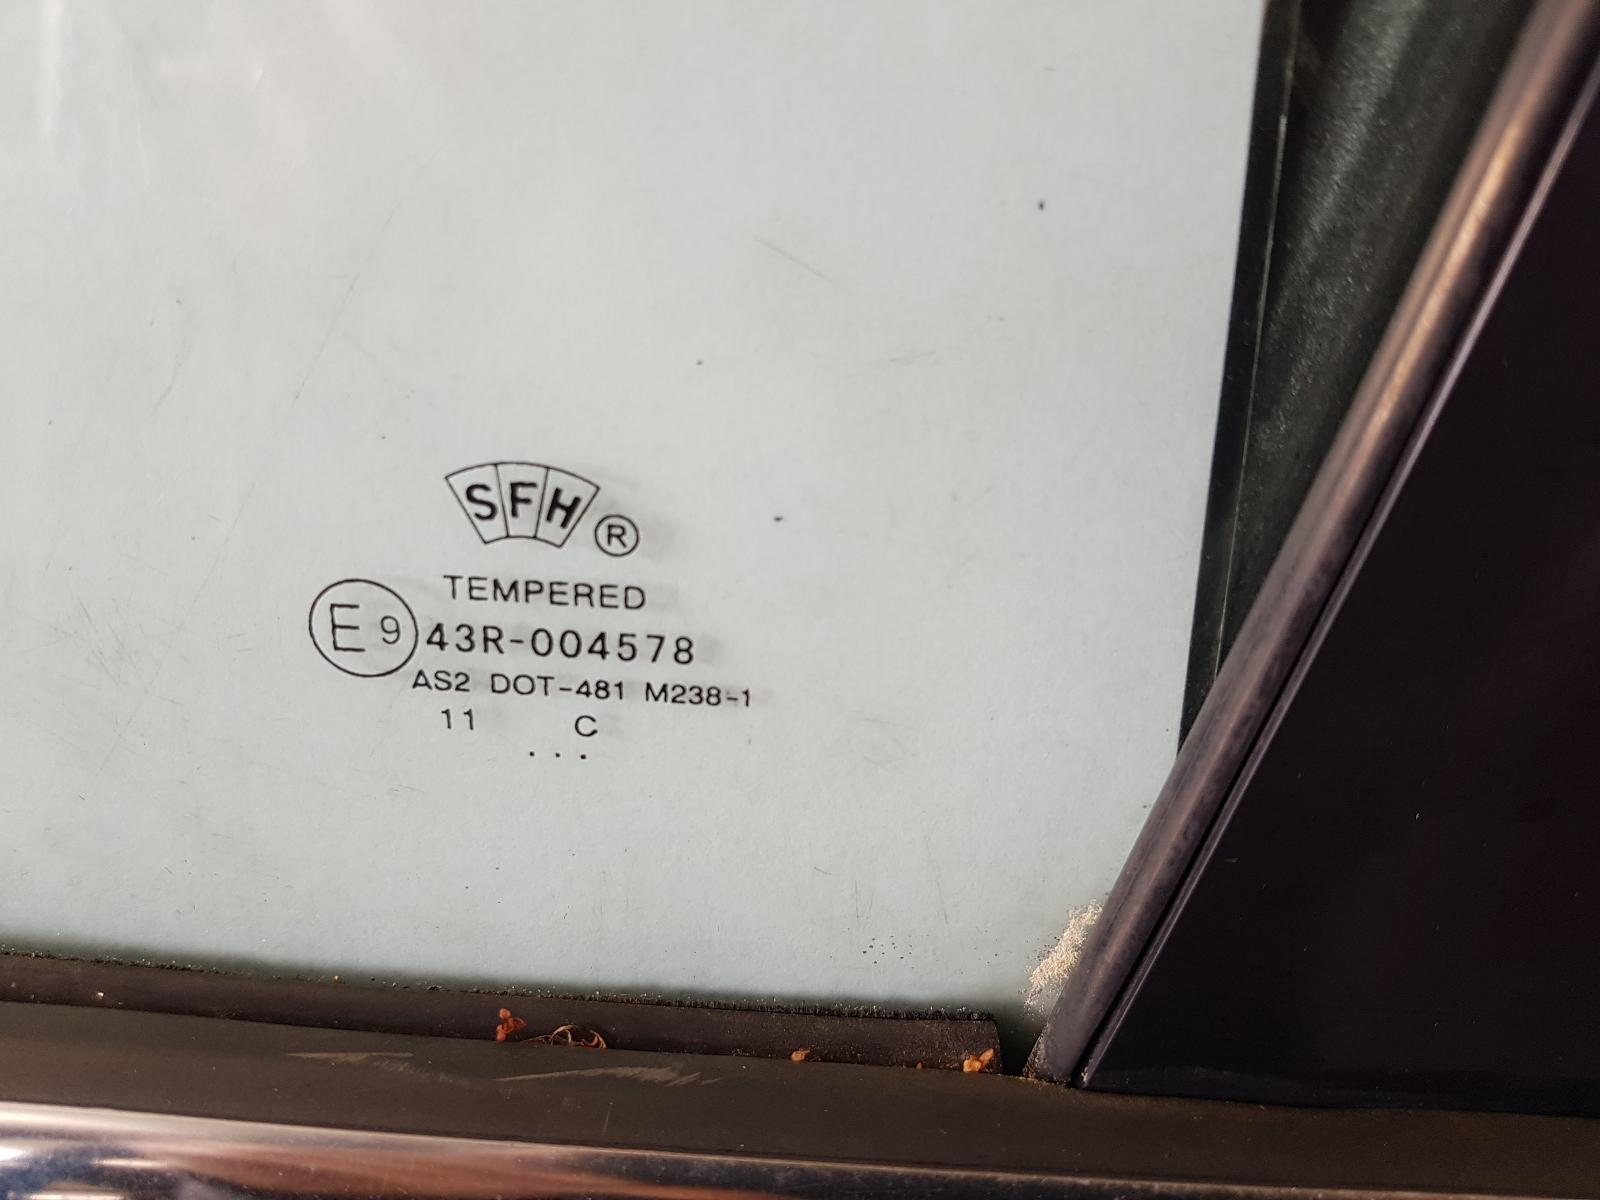 SFH ®
TEMPERED
E9 43R-004578
AS2 DOT-481 M238-1
11 C
...